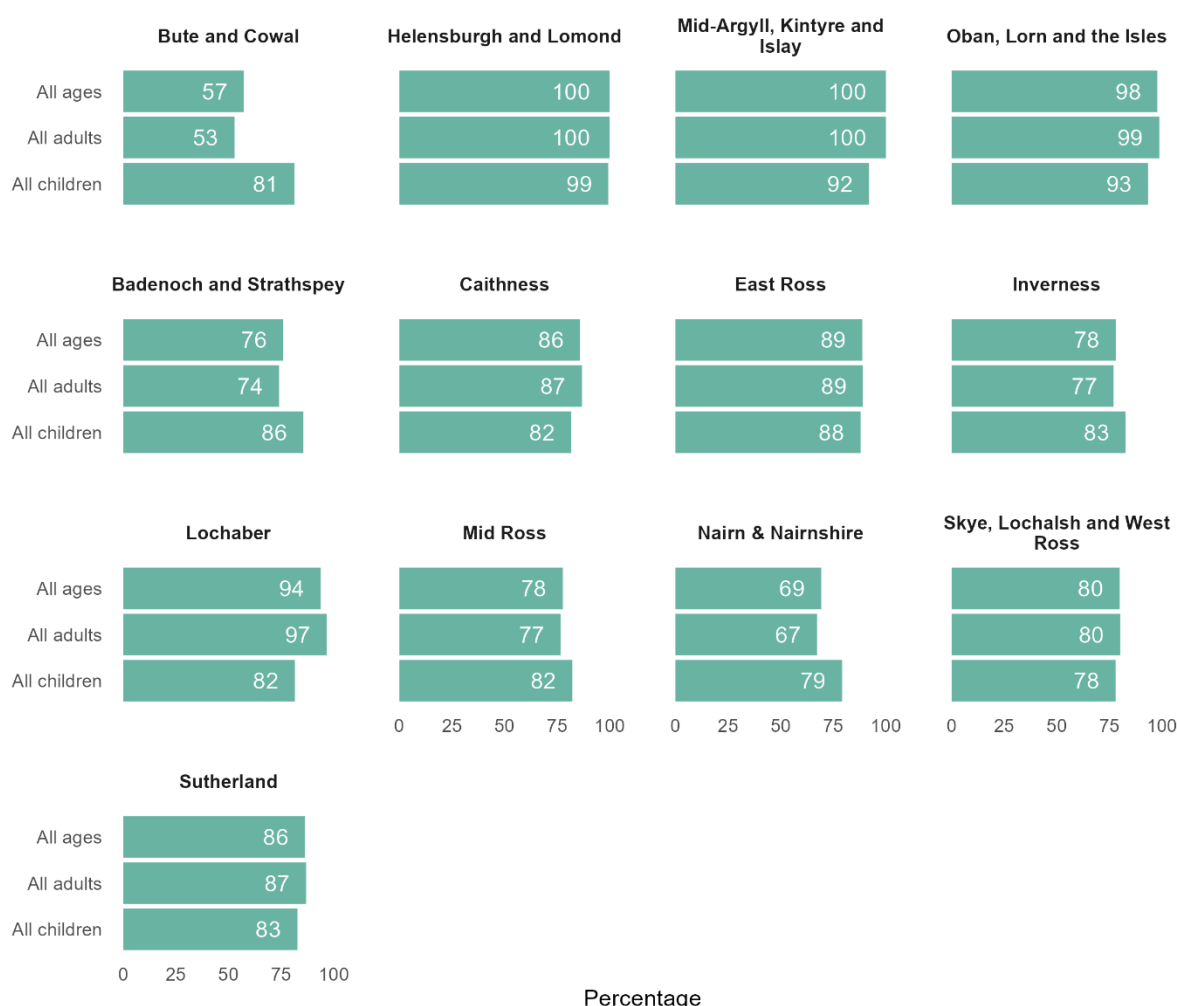 Bute and Cowal
Helensburgh and Lomond
Mid-Argyll, Kintyre and
Islay
Oban, Lorn and the Isles
All ages
57
100
100
98
All adults
53
100
100
99
All children
81
99
92
93
Badenoch and Strathspey
Caithness
East Ross
Inverness
All ages
76
86
89
78
All adults
74
87
89
77
All children
86
82
88
83
Lochaber
Mid Ross
Nairn & Nairnshire
Skye, Lochalsh and West
Ross
All ages
94
78
69
80
All adults
97
77
67
80
All children
82
82
79
78
0 25 50 75 100
0 25 50 75 100
0 25 50 75 100
Sutherland
All ages
86
All adults
87
All children
83
0 25 50 75 100
Percentage